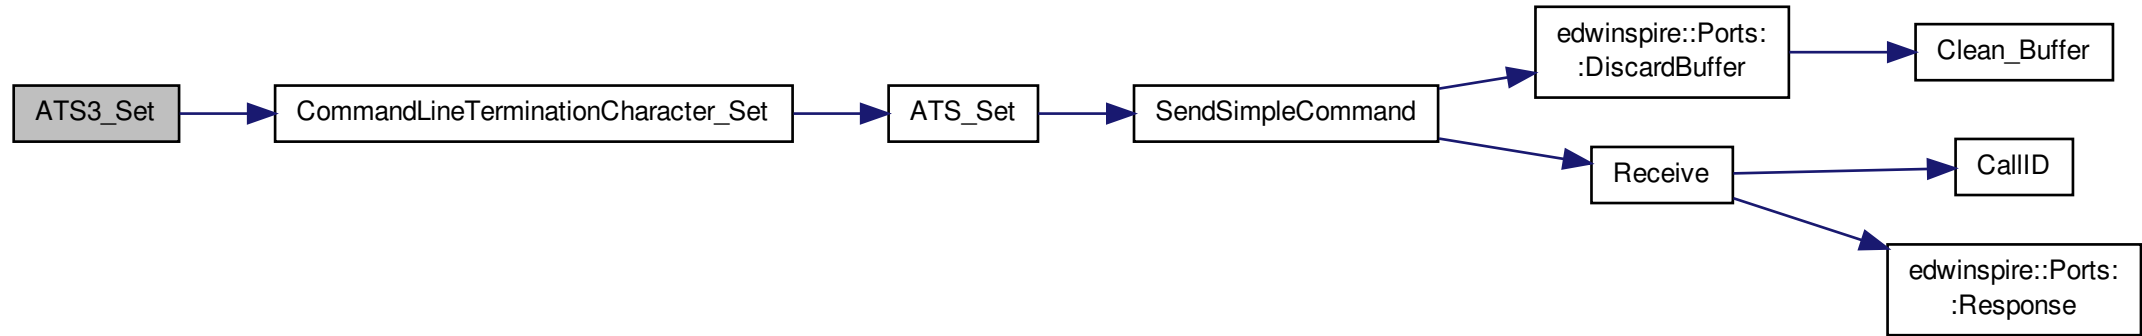 ATS3_Set
CommandLineTerminationCharacter_Set
ATS_Set
SendSimpleCommand
edwinspire::Ports:
:DiscardBuffer
Clean_Buffer
Receive
CallID
edwinspire::Ports:
:Response